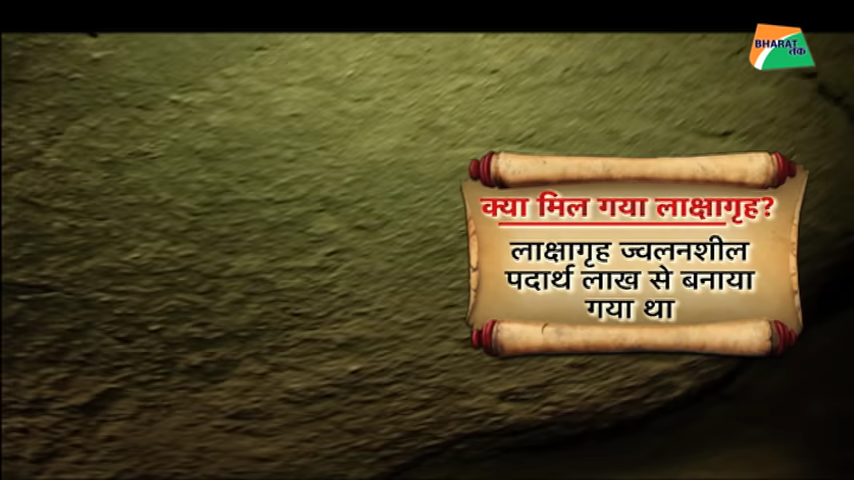 BHARAT
तक
क्या मिल गया लाक्षागृह?
लाक्षागृह ज्वलनशील
पदार्थ लाख से बनाया
गया था